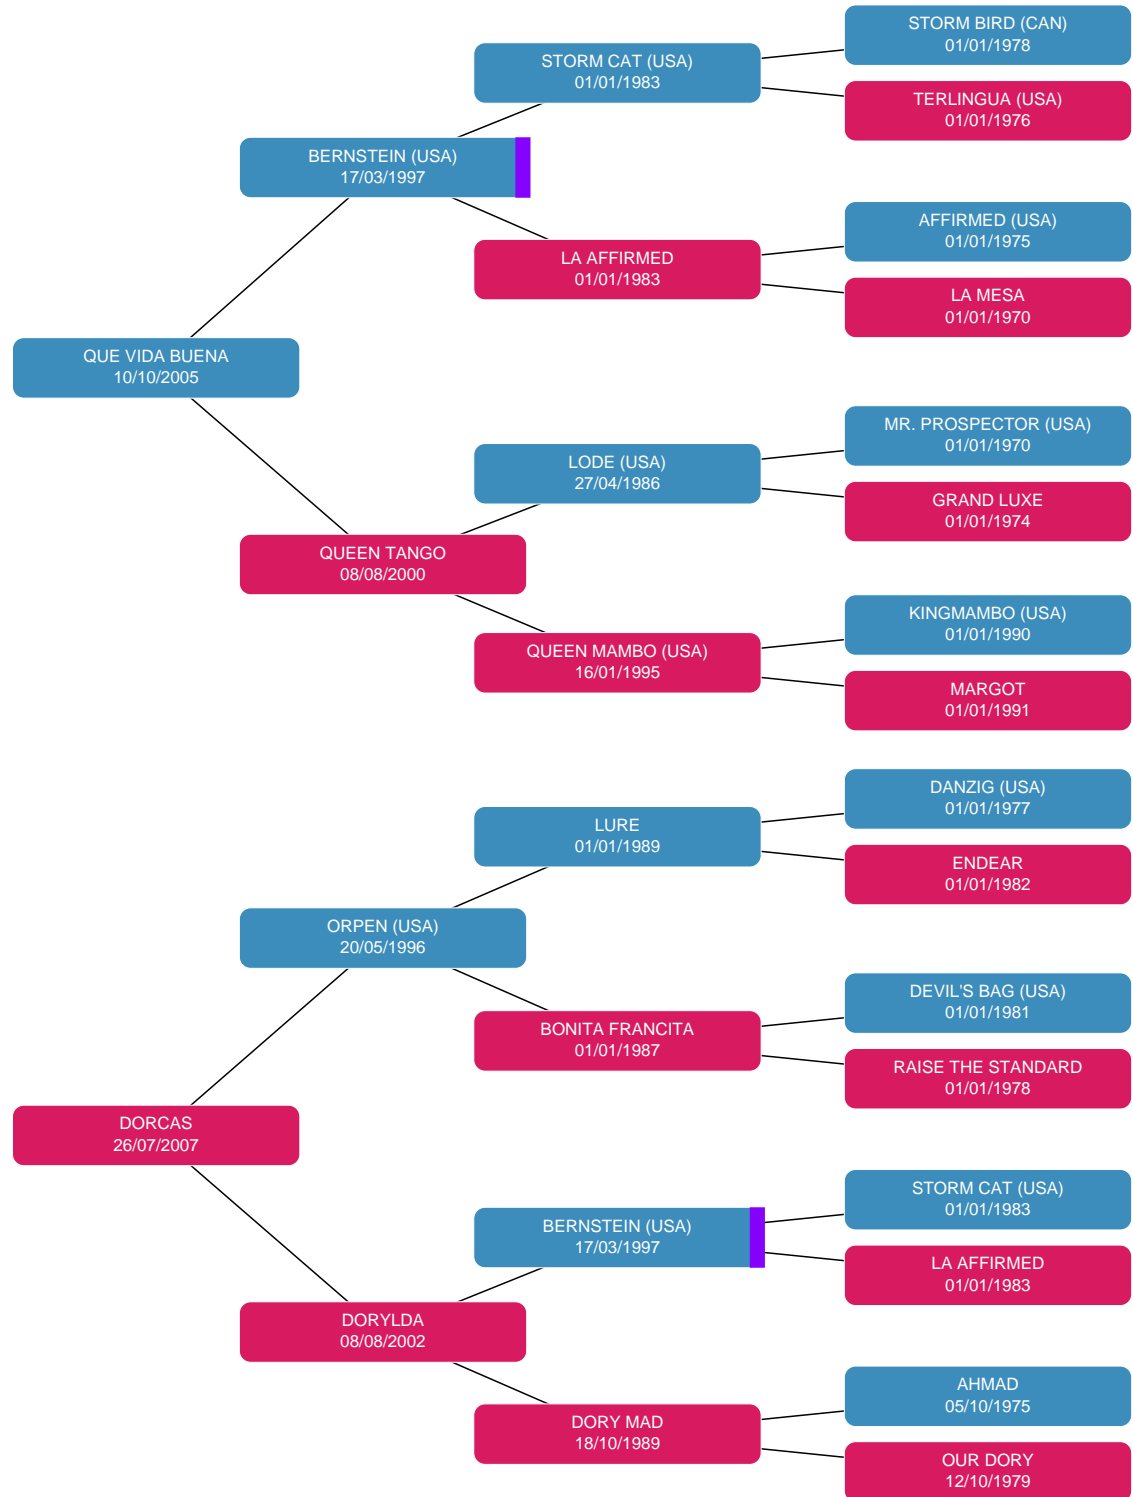 STORM BIRD (CAN)
01/01/1978
STORM CAT (USA)
01/01/1983
TERLINGUA (USA)
01/01/1976
BERNSTEIN (USA)
17/03/1997
AFFIRMED (USA)
01/01/1975
LA AFFIRMED
01/01/1983
LA MESA
01/01/1970
QUE VIDA BUENA
10/10/2005
MR. PROSPECTOR (USA)
01/01/1970
LODE (USA)
27/04/1986
GRAND LUXE
01/01/1974
QUEEN TANGO
08/08/2000
KINGMAMBO (USA)
01/01/1990
QUEEN MAMBO (USA)
16/01/1995
MARGOT
01/01/1991
DANZIG (USA)
01/01/1977
LURE
01/01/1989
ENDEAR
01/01/1982
ORPEN (USA)
20/05/1996
DEVIL'S BAG (USA)
01/01/1981
BONITA FRANCITA
01/01/1987
RAISE THE STANDARD
01/01/1978
DORCAS
26/07/2007
STORM CAT (USA)
01/01/1983
BERNSTEIN (USA)
17/03/1997
LA AFFIRMED
01/01/1983
DORYLDA
08/08/2002
AHMAD
05/10/1975
DORY MAD
18/10/1989
OUR DORY
12/10/1979